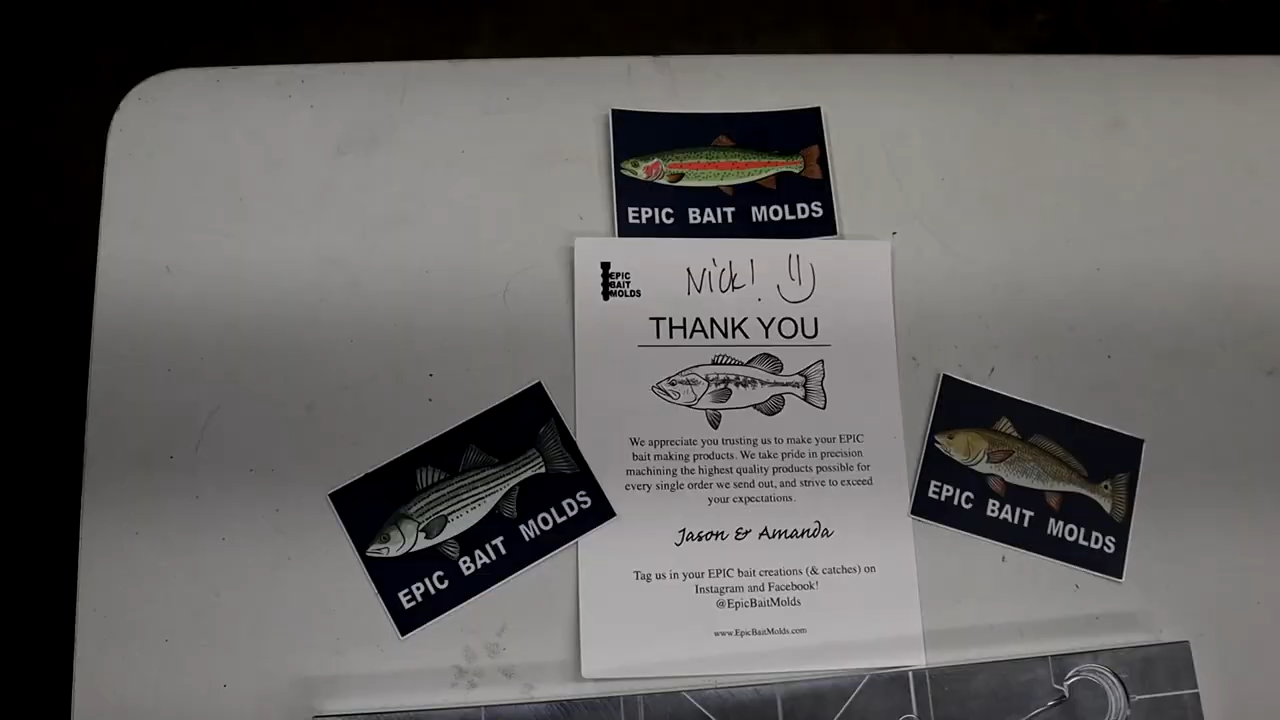 EPIC BAIT MOLDS
EPIC
BAIT
MOLDS
Nick! :)
THANK YOU
We appreciate you trusting us to make your EPIC
bait making products. We take pride in precision
machining the highest quality products possible for
every single order we send out, and strive to exceed
your expectations.
Jason & Amanda
Tag us in your EPIC bait creations (& catches) on
Instagram and Facebook!
@EpicBaitMolds
www.EpicBaitMolds.com
EPIC BAIT MOLDS
EPIC BAIT MOLDS